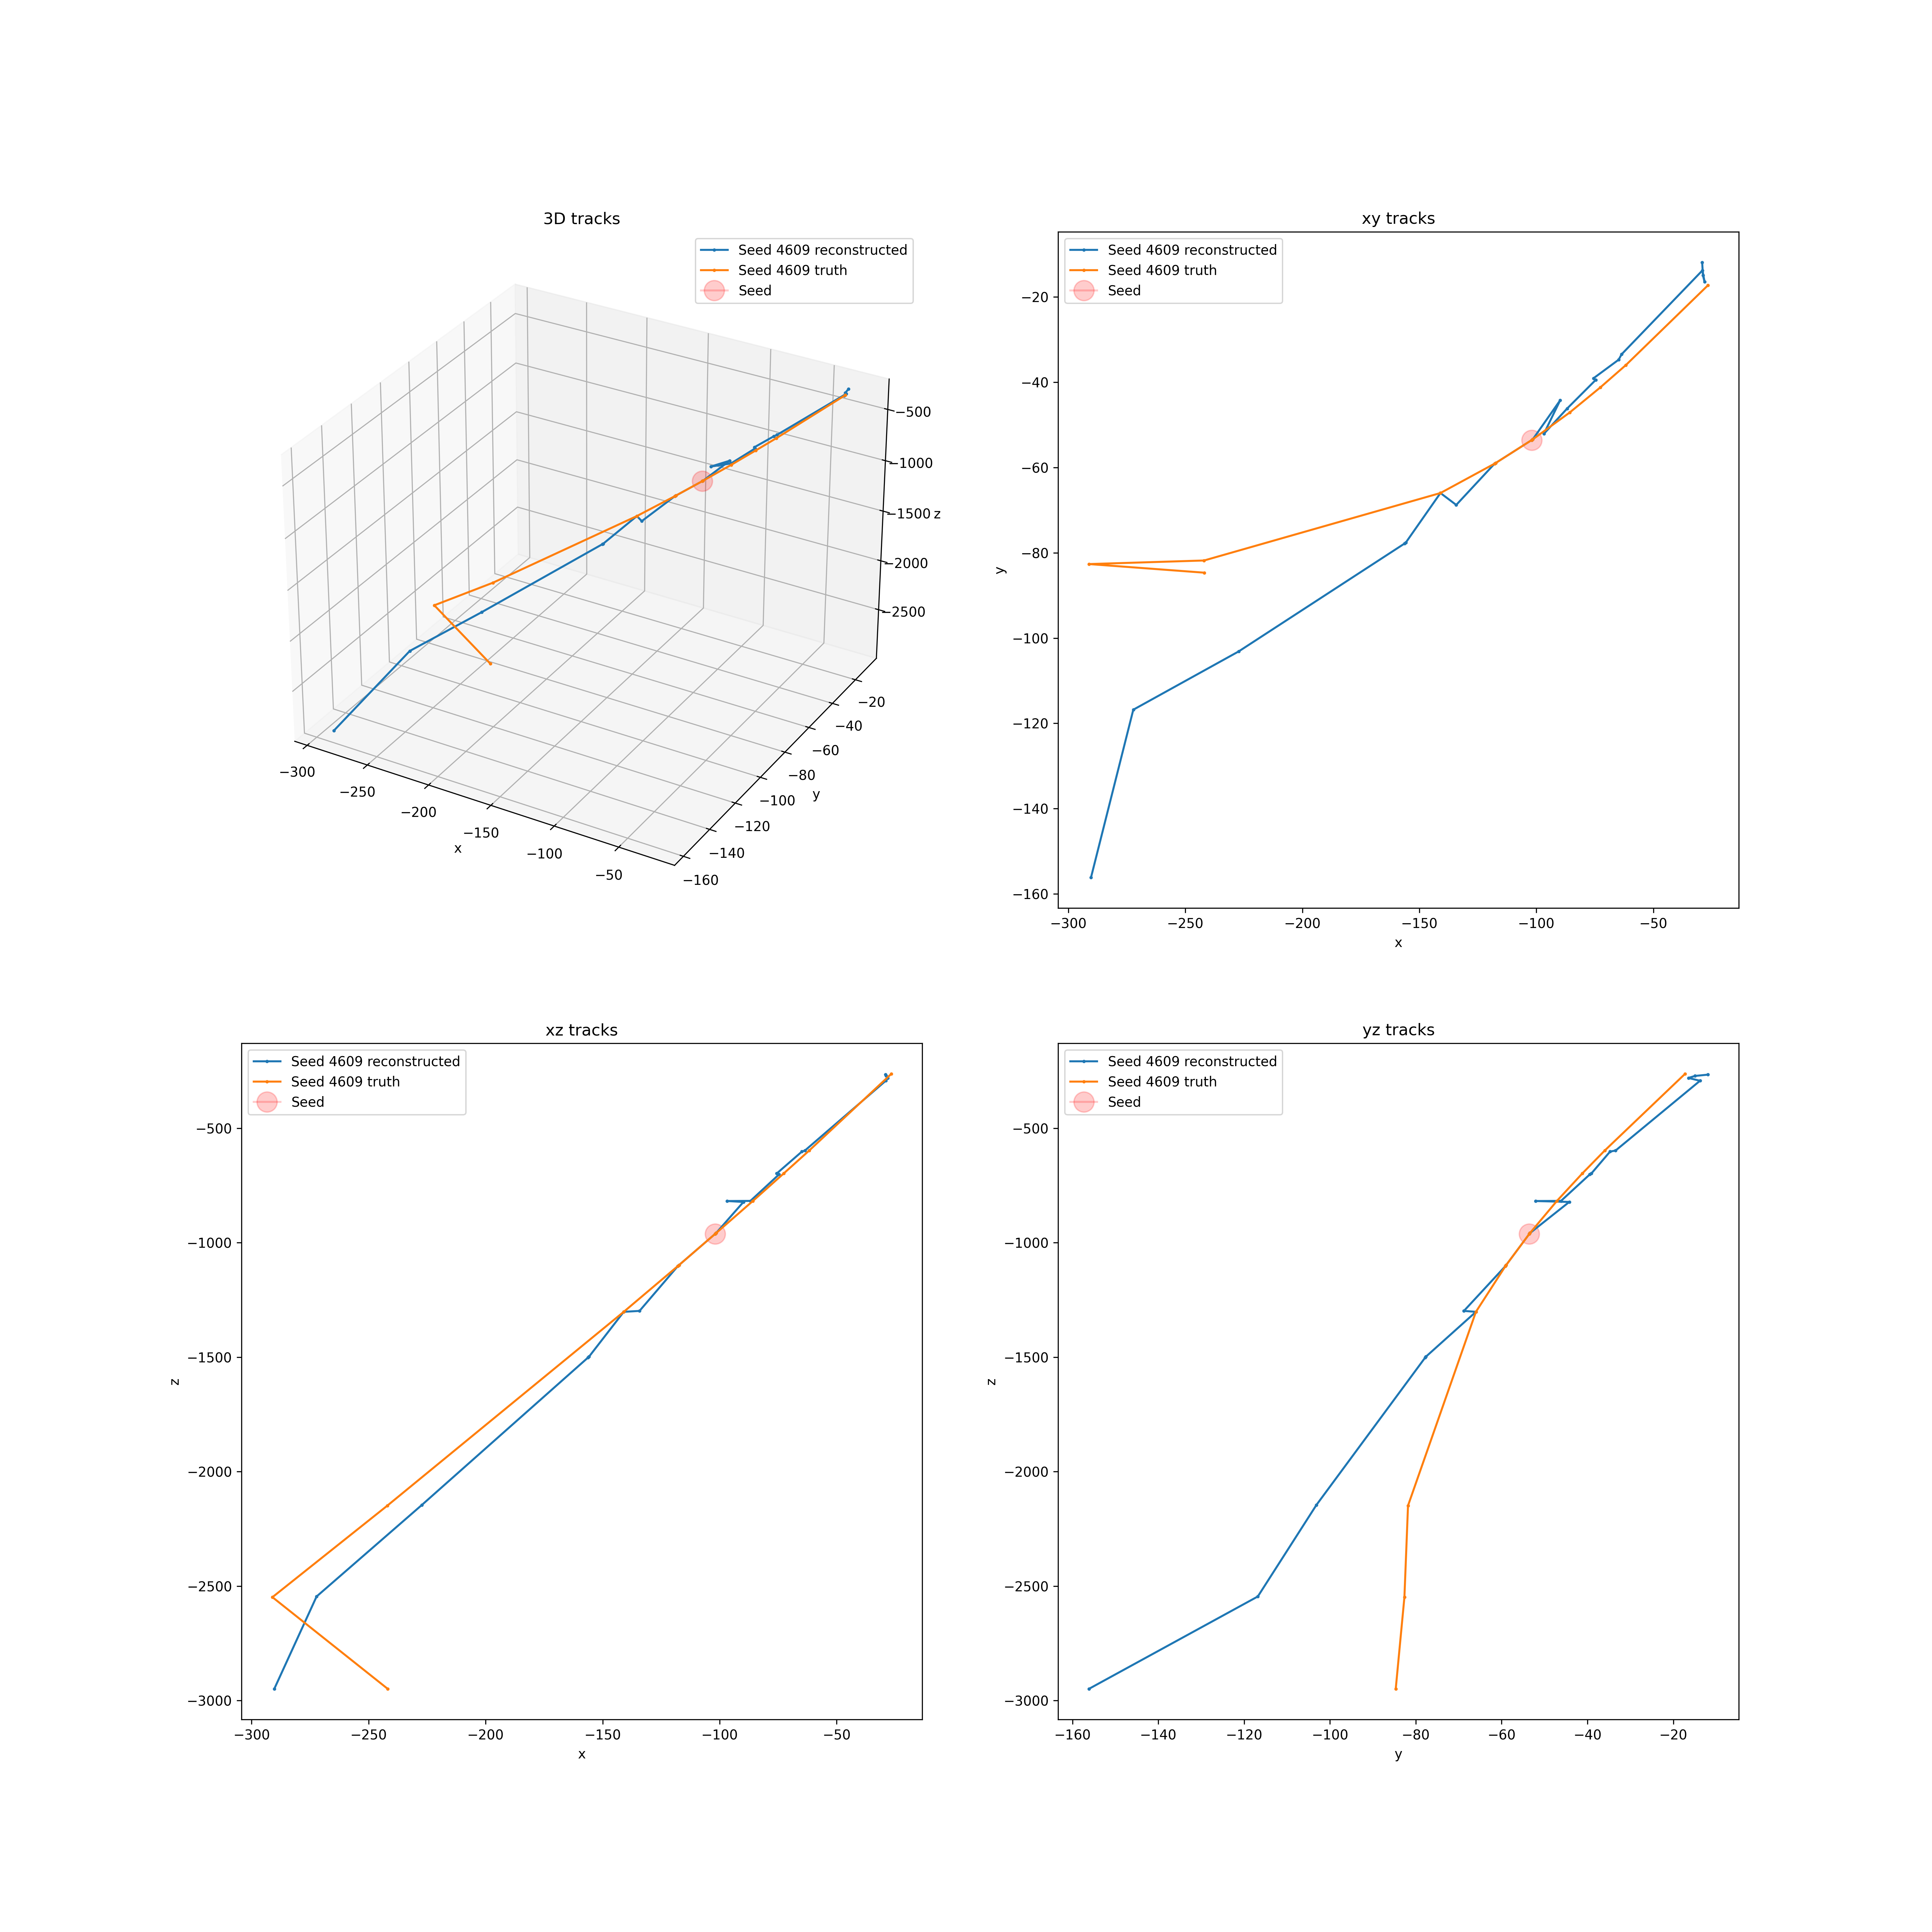 3D tracks
Seed 4609 reconstructed
Seed 4609 truth
Seed
−500
−1000
−1500 z
−2000
−2500
−20
−40
−60
−80
−100
−120
−140
−160
y
−300
−250
−200
−150
−100
−50
x
xy tracks
Seed 4609 reconstructed
Seed 4609 truth
Seed
−20
−40
−60
−80
−100
−120
−140
−160
y
−300 −250 −200 −150 −100 −50
x
xz tracks
Seed 4609 reconstructed
Seed 4609 truth
Seed
−500
−1000
−1500
−2000
−2500
−3000
z
−300 −250 −200 −150 −100 −50
x
yz tracks
Seed 4609 reconstructed
Seed 4609 truth
Seed
−500
−1000
−1500
−2000
−2500
−3000
z
−160 −140 −120 −100 −80 −60 −40 −20
y